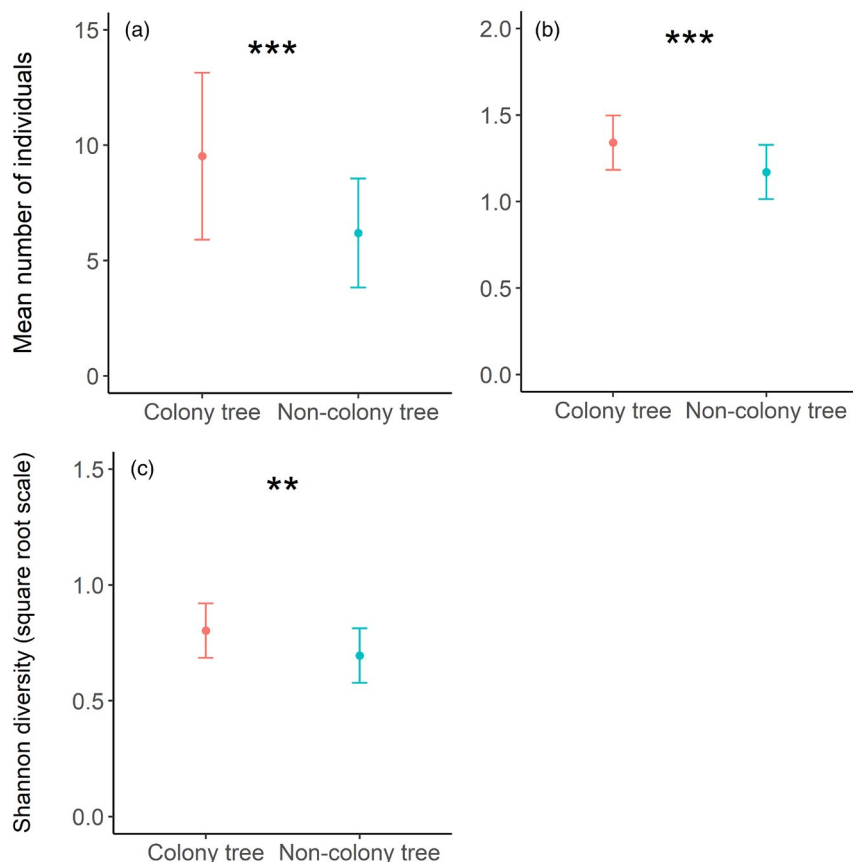 Mean number of individuals
(a)
***
15
10
5
0
Colony tree
Non-colony tree
(b)
***
2.0
1.5
1.0
0.5
0.0
Colony tree
Non-colony tree
Shannon diversity (square root scale)
(c)
**
1.5
1.0
0.5
0.0
Colony tree
Non-colony tree